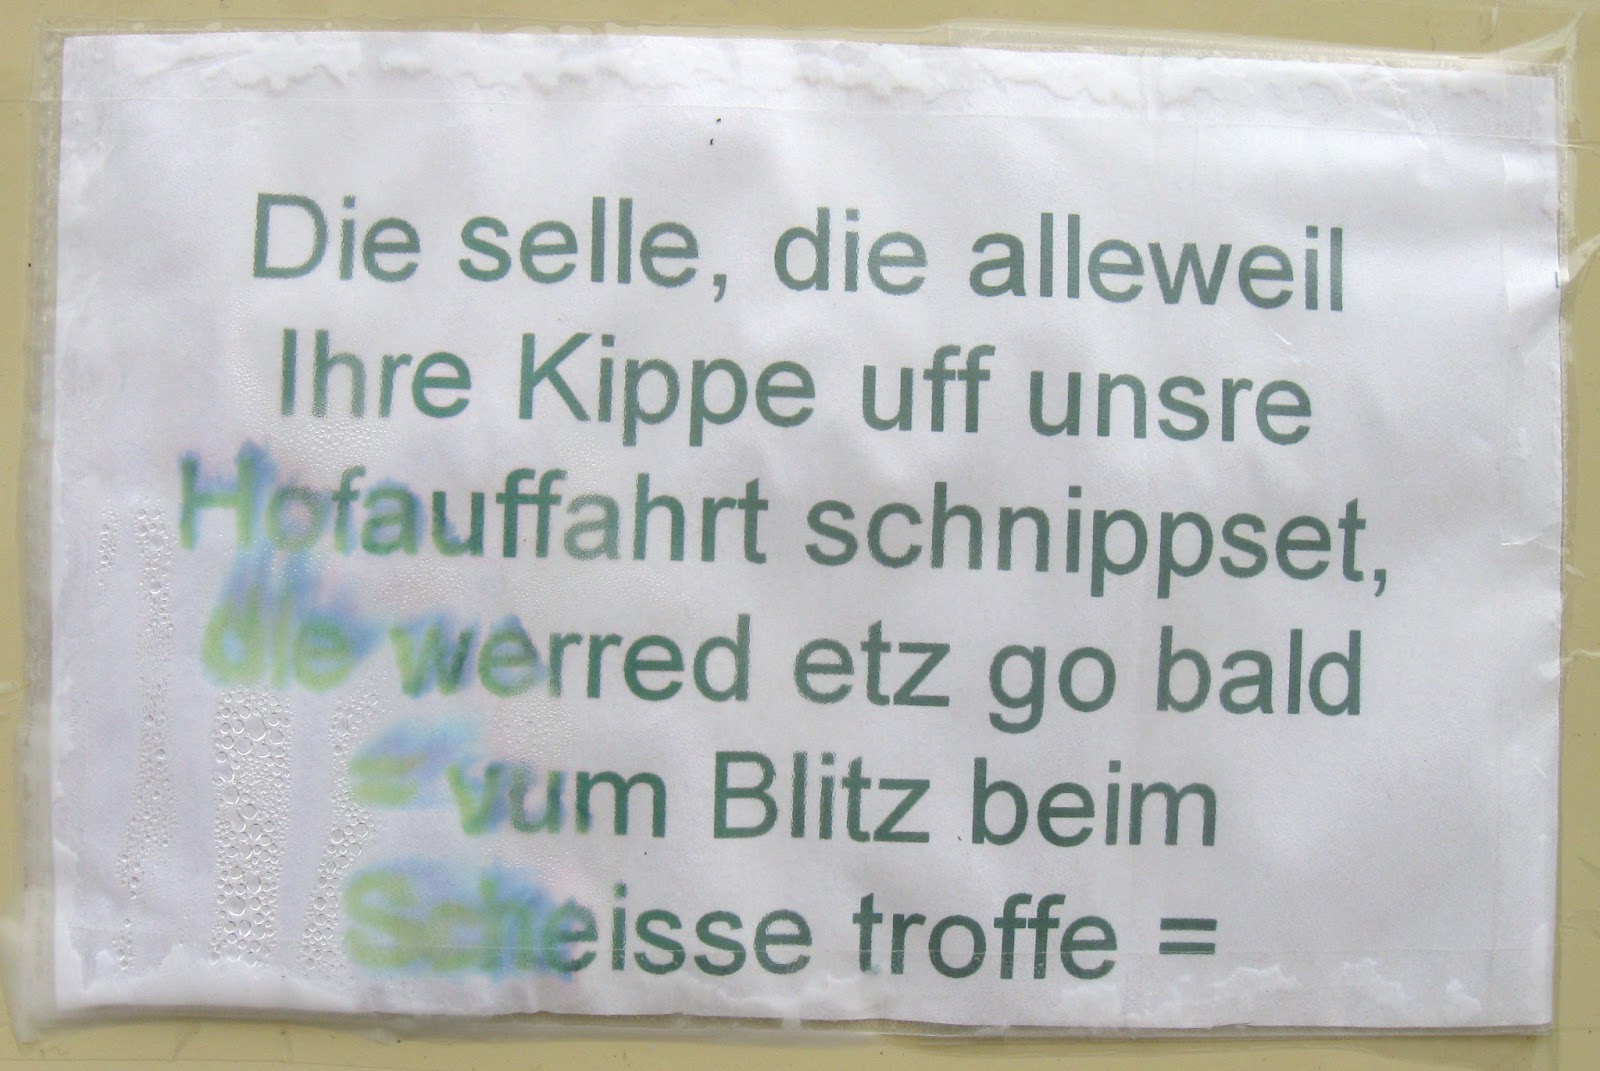 Die selle, die alleweil
Ihre Kippe uff unsre
Hofauffahrt schnippset,
die werred etz go bald
= vum Blitz beim
Scheisse troffe =